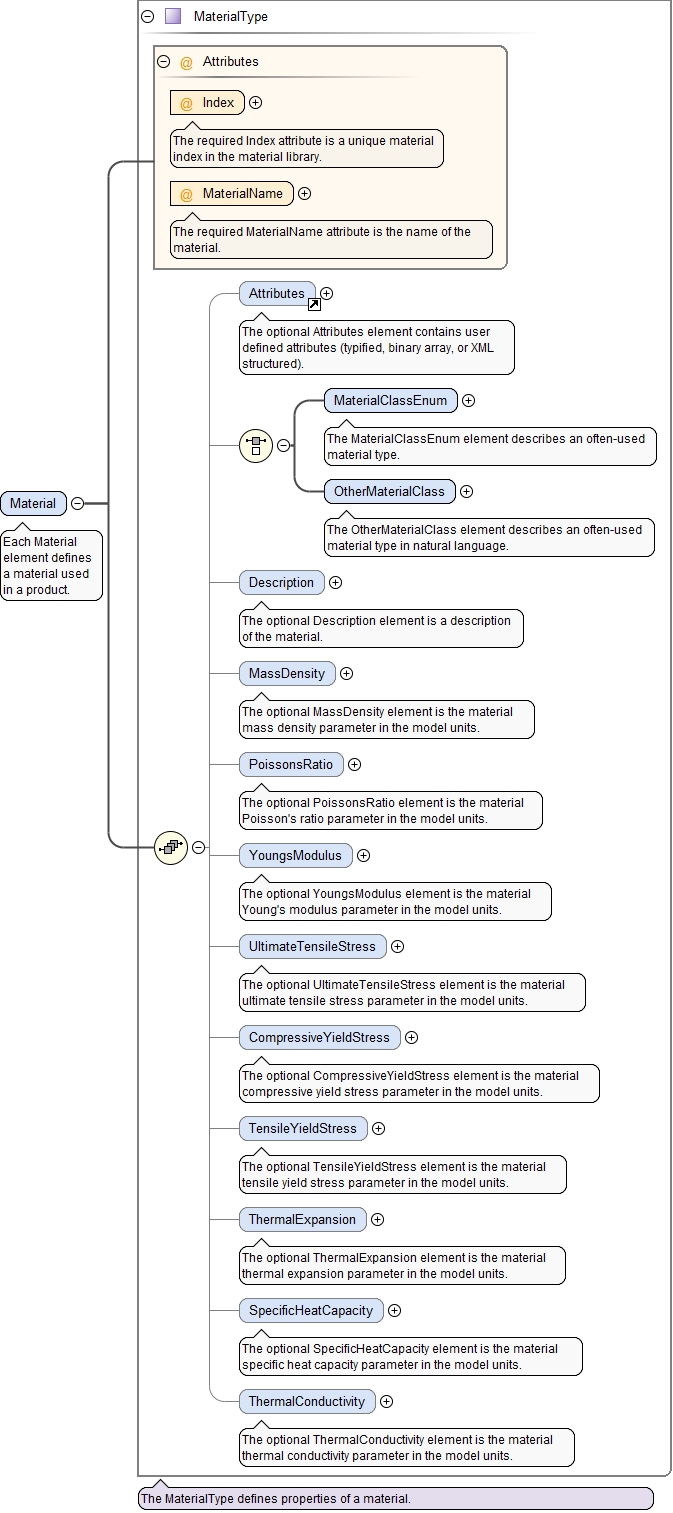 MaterialType
@ Attributes
@ Index
The required Index attribute is a unique material
index in the material library.
@ MaterialName
The required MaterialName attribute is the name of the
material.
Attributes
The optional Attributes element contains user
defined attributes (typified, binary array, or XML
structured).
MaterialClassEnum
The MaterialClassEnum element describes an often-used
material type.
OtherMaterialClass
The OtherMaterialClass element describes an often-used
material type in natural language.
Material
Each Material
element defines
a material used
in a product.
Description
The optional Description element is a description
of the material.
MassDensity
The optional MassDensity element is the material
mass density parameter in the model units.
PoissonsRatio
The optional PoissonsRatio element is the material
Poisson's ratio parameter in the model units.
YoungsModulus
The optional YoungsModulus element is the material
Young's modulus parameter in the model units.
UltimateTensileStress
The optional UltimateTensileStress element is the material
ultimate tensile stress parameter in the model units.
CompressiveYieldStress
The optional CompressiveYieldStress element is the material
compressive yield stress parameter in the model units.
TensileYieldStress
The optional TensileYieldStress element is the material
tensile yield stress parameter in the model units.
ThermalExpansion
The optional ThermalExpansion element is the material
thermal expansion parameter in the model units.
SpecificHeatCapacity
The optional SpecificHeatCapacity element is the material
specific heat capacity parameter in the model units.
ThermalConductivity
The optional ThermalConductivity element is the material
thermal conductivity parameter in the model units.
The MaterialType defines properties of a material.